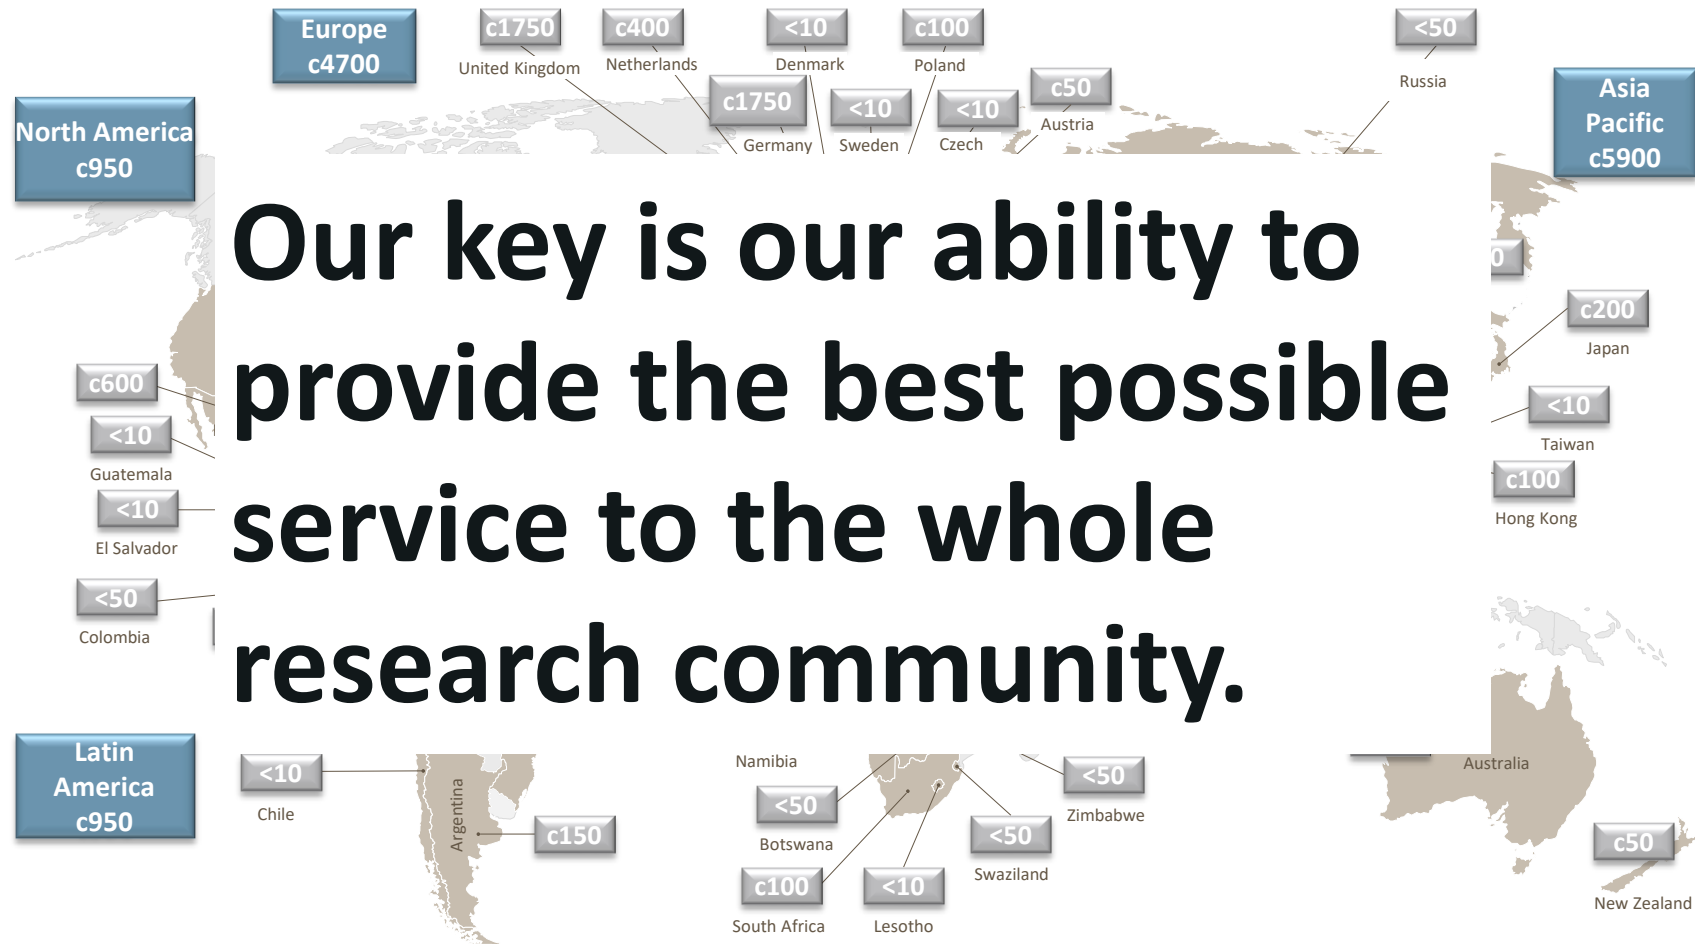 Europe
c4700
c1750
United Kingdom
c400
Netherlands
<10
Denmark
c100
Poland
<50
Russia
c1750
Germany
<10
Sweden
<10
Czech
c50
Austria
North America
c950
Asia
Pacific
c5900
Our key is our ability to
provide the best possible
service to the whole
research community.
0
c200
Japan
c600
<10
Guatemala
<10
El Salvador
<50
Colombia
<10
Taiwan
c100
Hong Kong
Latin
America
c950
<10
Chile
Argentina
c150
Namibia
<50
Botswana
c100
South Africa
<10
Lesotho
<50
Swaziland
<50
Zimbabwe
Australia
c50
New Zealand